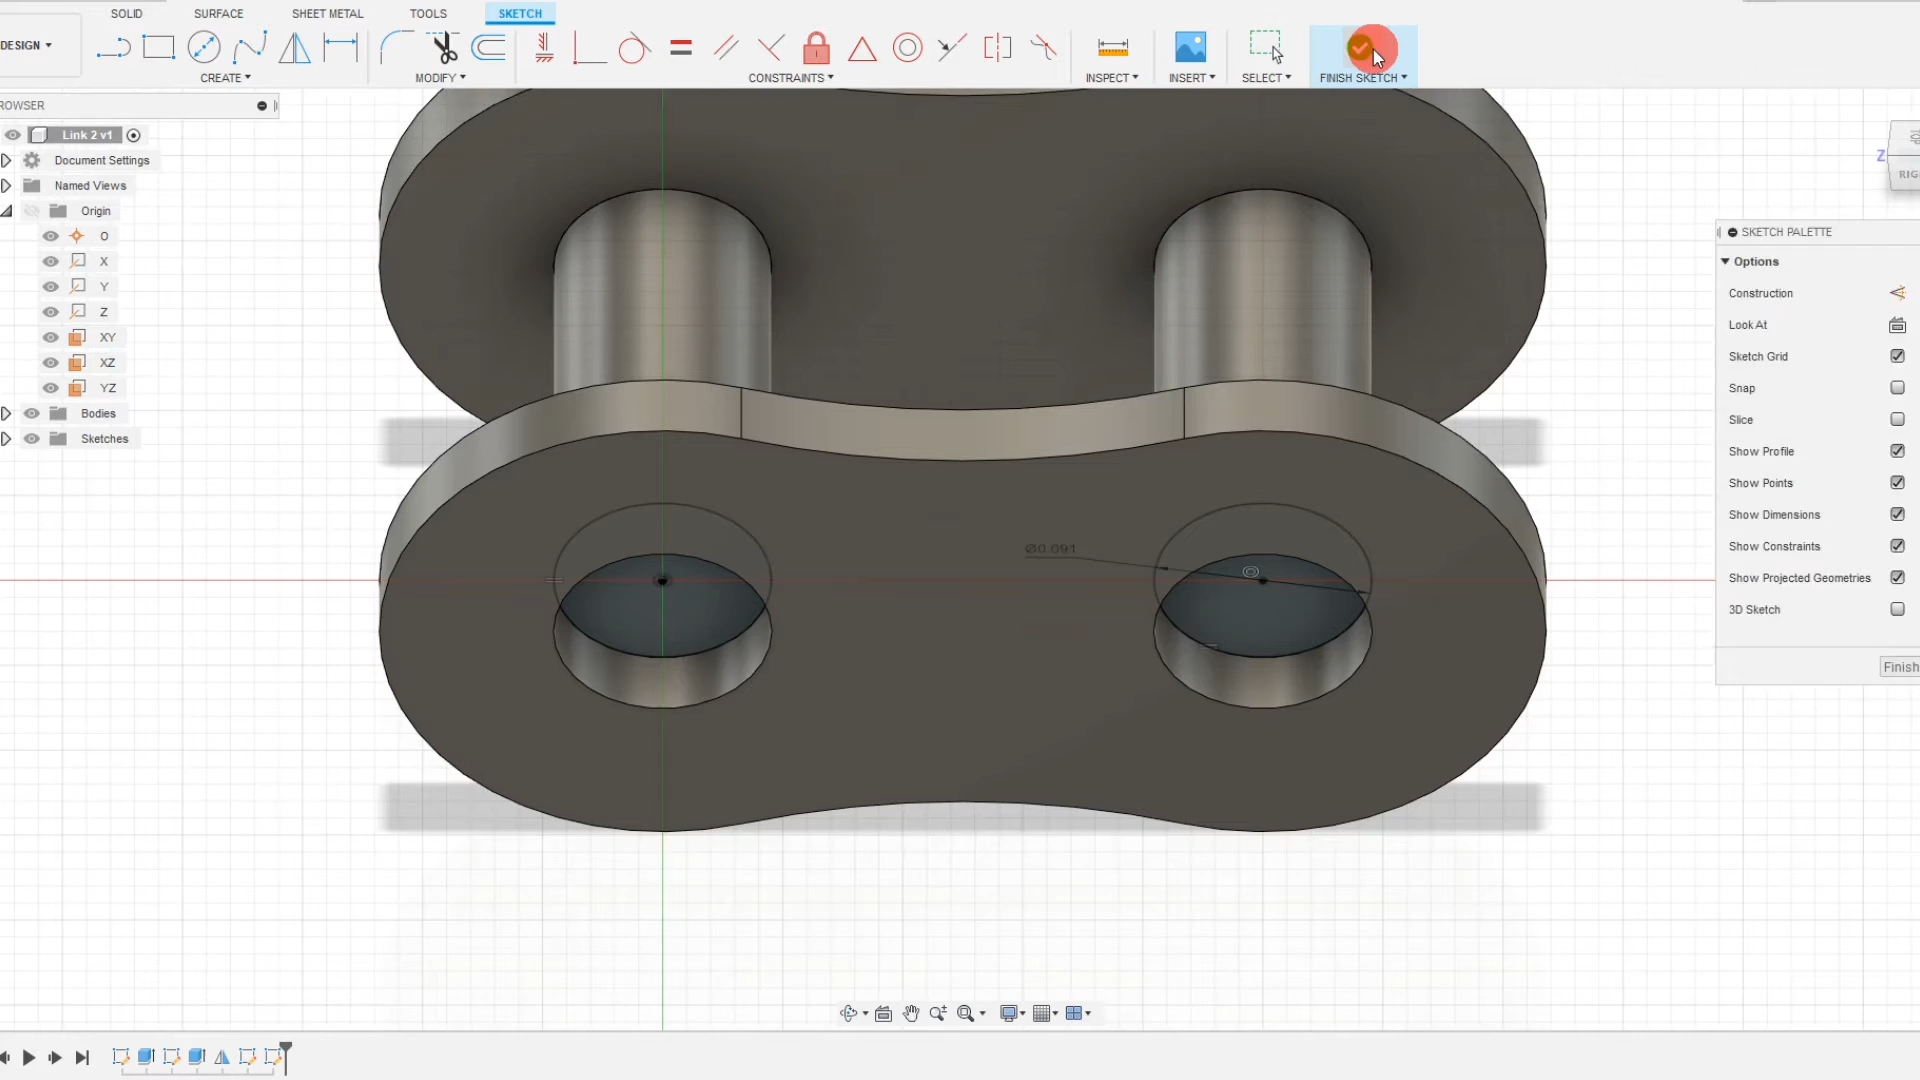 SOLID SURFACE SHEET METAL TOOLS SKETCH
DESIGN
CREATE MODIFY CONSTRAINTS INSPECT INSERT SELECT FINISH SKETCH
ROWSER
Link 2 v1
Document Settings
Named Views
Origin
O
X
Y
Z
XY
XZ
YZ
Bodies
Sketches
Ø0.091
Z
RIG
SKETCH PALETTE
Options
Construction
Look At
Sketch Grid
Snap
Slice
Show Profile
Show Points
Show Dimensions
Show Constraints
Show Projected Geometries
3D Sketch
Finish